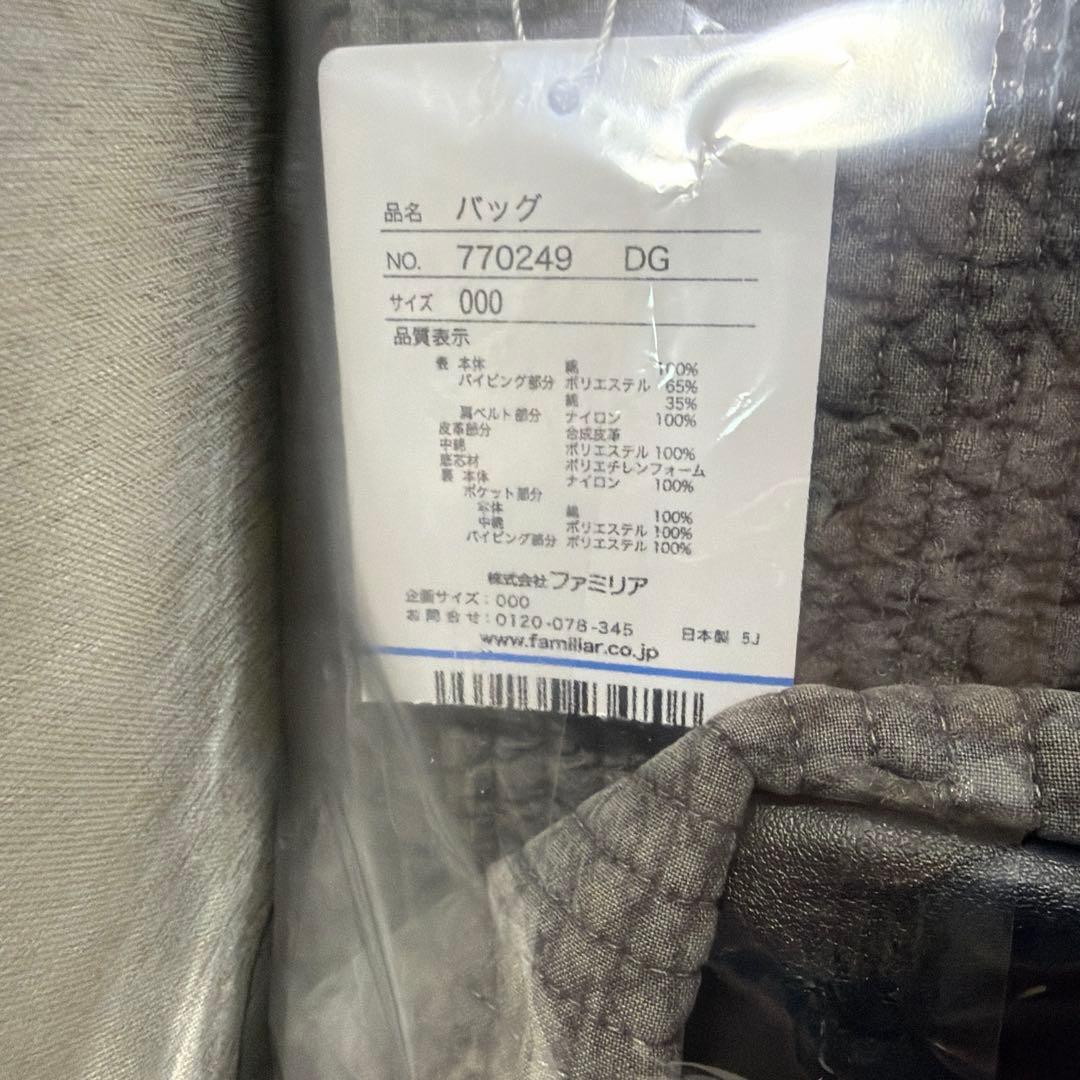 品名 バッグ
NO. 770249 DG
サイズ 000
品質表示
表 本体 綿 100%
パイピング部分 ポリエステル 65%
綿 35%
肩ベルト部分 ナイロン 100%
皮革部分 合成皮革
中綿 ポリエステル 100%
底芯材 ポリエチレンフォーム
裏 本体 ナイロン 100%
ポケット部分
本体 綿 100%
中綿 ポリエステル 100%
パイピング部分 ポリエステル 100%
株式会社ファミリア
企画サイズ:000
お問合せ:0120-078-345
日本製 5J
www.familiar.co.jp